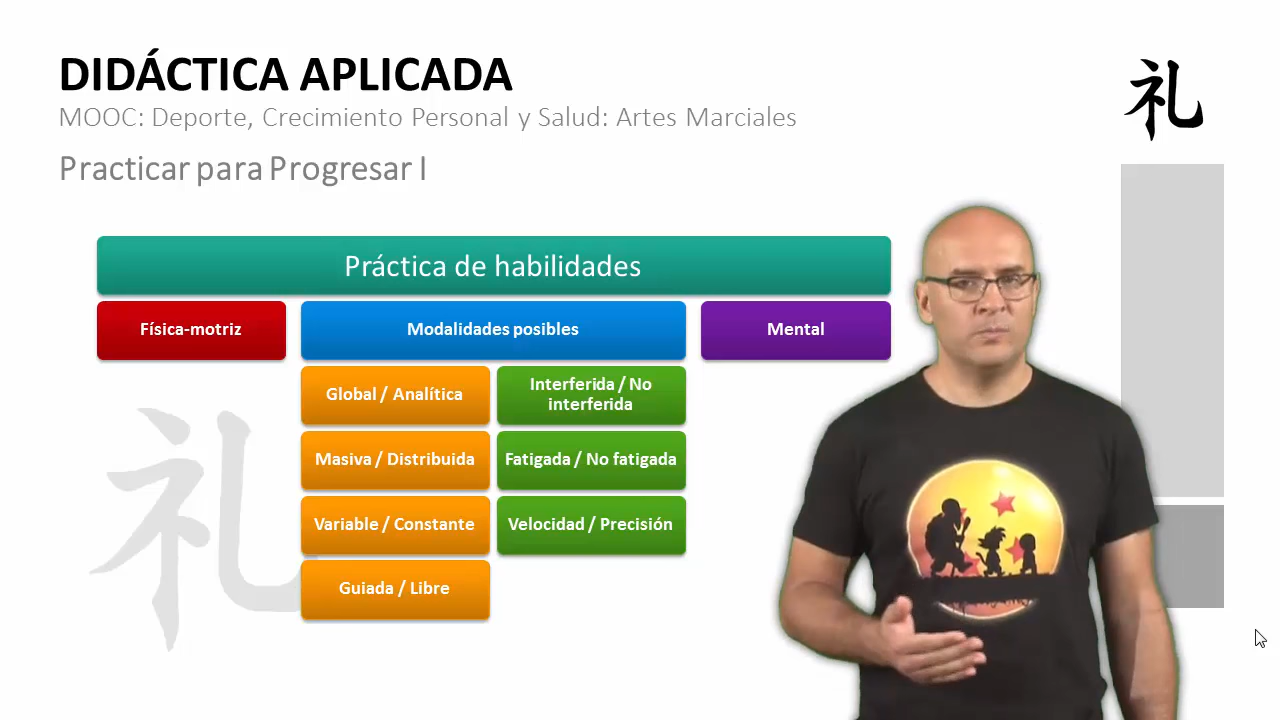 DIDÁCTICA APLICADA
礼
MOOC: Deporte, Crecimiento Personal y Salud: Artes Marciales
Practicar para Progresar I
Práctica de habilidades
Física-motriz
Modalidades posibles
Mental
Global / Analítica
Interferida / No
interferida
Masiva / Distribuida
Fatigada / No fatigada
Variable / Constante
Velocidad / Precisión
Guiada / Libre
礼